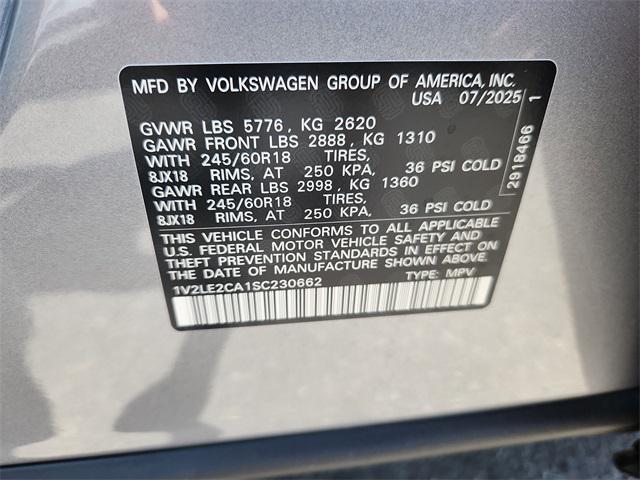 MFD BY VOLKSWAGEN GROUP OF AMERICA, INC.
USA 07/2025
GVWR LBS 5776, KG 2620
GAWR FRONT LBS 2888, KG 1310
WITH 245/60R18 TIRES,
8JX18 RIMS, AT 250 KPA, 36 PSI COLD
GAWR REAR LBS 2998, KG 1360
WITH 245/60R18 TIRES,
8JX18 RIMS, AT 250 KPA, 36 PSI COLD
THIS VEHICLE CONFORMS TO ALL APPLICABLE
U.S. FEDERAL MOTOR VEHICLE SAFETY AND
THEFT PREVENTION STANDARDS IN EFFECT ON
THE DATE OF MANUFACTURE SHOWN ABOVE.
1V2LE2CA1SC230662 TYPE: MPV
2918466 1